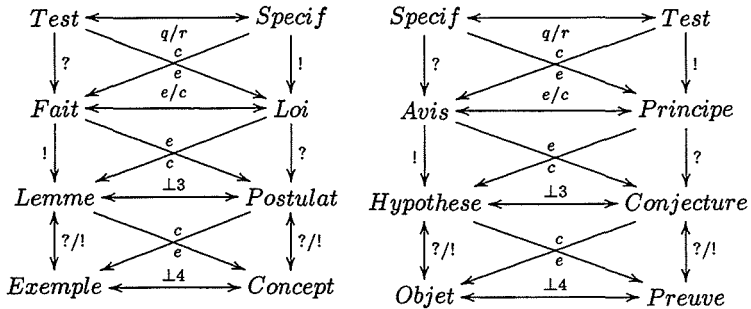 Test Specif Specif Test
q/r q/r
? c ! ? c !
e e
Fait e/c Loi Avis e/c Principe
! e ? ! e ?
c c
Lemme ⊥3 Postulat Hypothese ⊥3 Conjecture
?/! c ?/! ?/! c ?/!
e e
Exemple ⊥4 Concept Objet ⊥4 Preuve